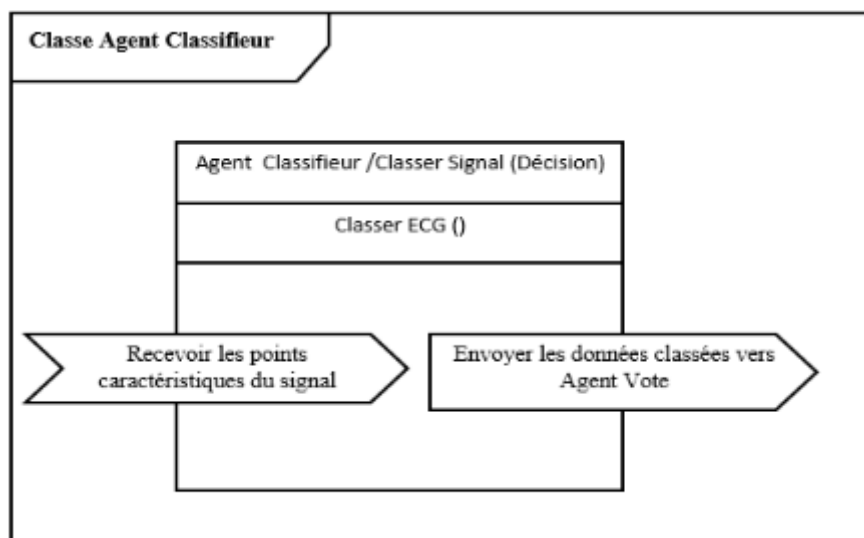 Classe Agent Classifieur
Agent Classifieur /Classer Signal (Décision)
Classer ECG ()
Recevoir les points
caractéristiques du signal
Envoyer les données classées vers
Agent Vote